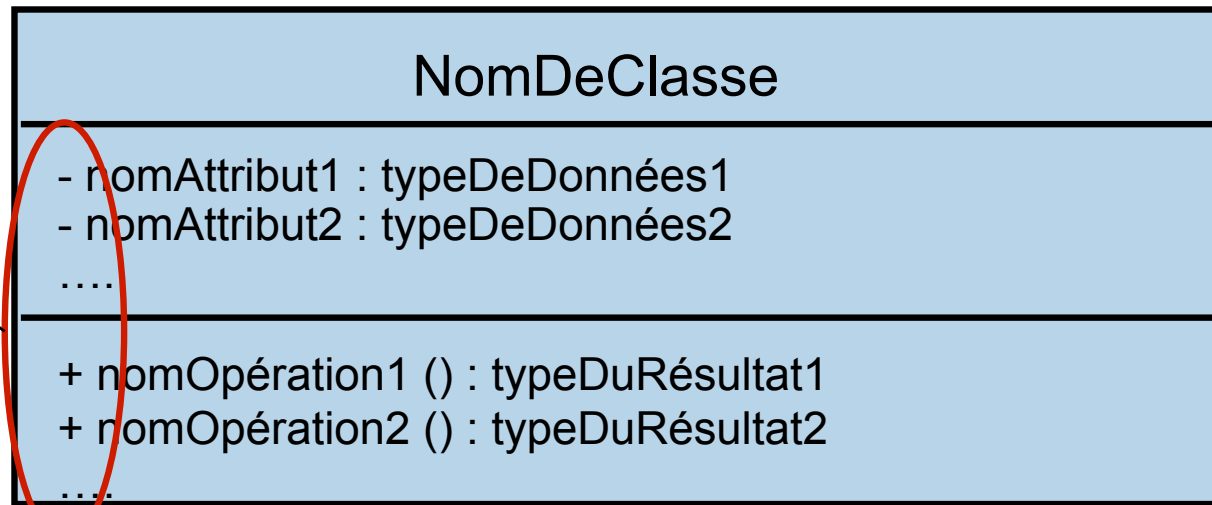 NomDeClasse
- nomAttribut1 : typeDeDonnées1
- nomAttribut2 : typeDeDonnées2
....
+ nomOpération1 () : typeDuRésultat1
+ nomOpération2 () : typeDuRésultat2
....